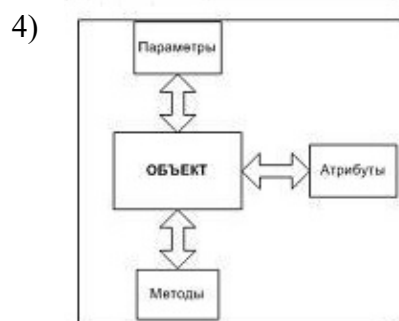 4)
Параметры
ОБЪЕКТ
Атрибуты
Методы